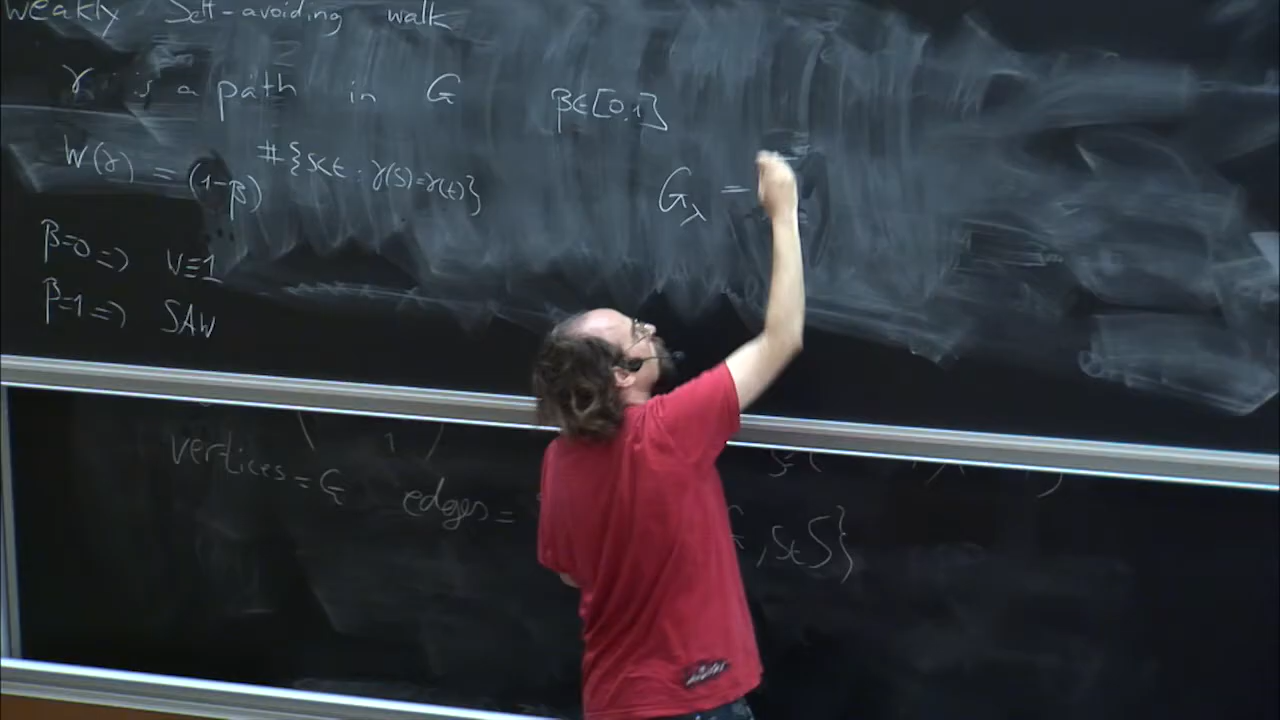 weakly Self-avoiding walk
γ is a path in G β∈[0,1]
W(γ) = (1-β)^#{s<t : γ(s)=γ(t)}
G_λ =
β=0 => W≡1
β=1 => SAW
vertices = G edges = , s∈S}